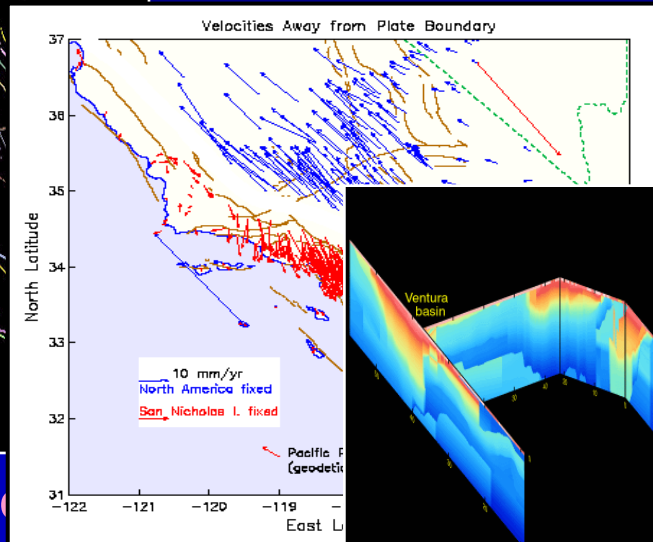 Velocities Away from Plate Boundary
37
36
35
34
33
32
31
North Latitude
10 mm/yr
North America fixed
San Nicholas I. fixed
Pacific P
(geodetic
-122
-121
-120
-119
East L
Ventura
basin